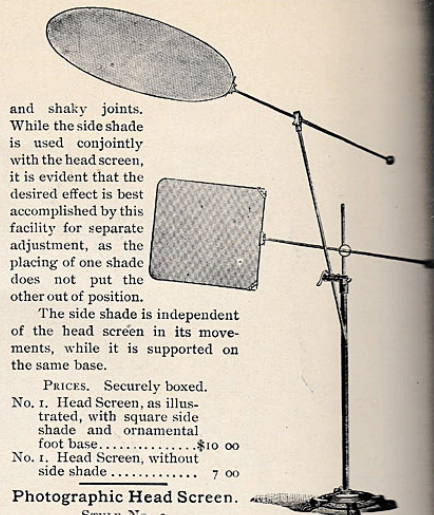 and shaky joints.
While the side shade
is used conjointly
with the head screen,
it is evident that the
desired effect is best
accomplished by this
facility for separate
adjustment, as the
placing of one shade
does not put the
other out of position.
The side shade is independent
of the head screen in its move-
ments, while it is supported on
the same base.
PRICES. Securely boxed.
No. 1. Head Screen, as illus-
trated, with square side
shade and ornamental
foot base..............$10 00
No. 1. Head Screen, without
side shade ............ 7 00
Photographic Head Screen.